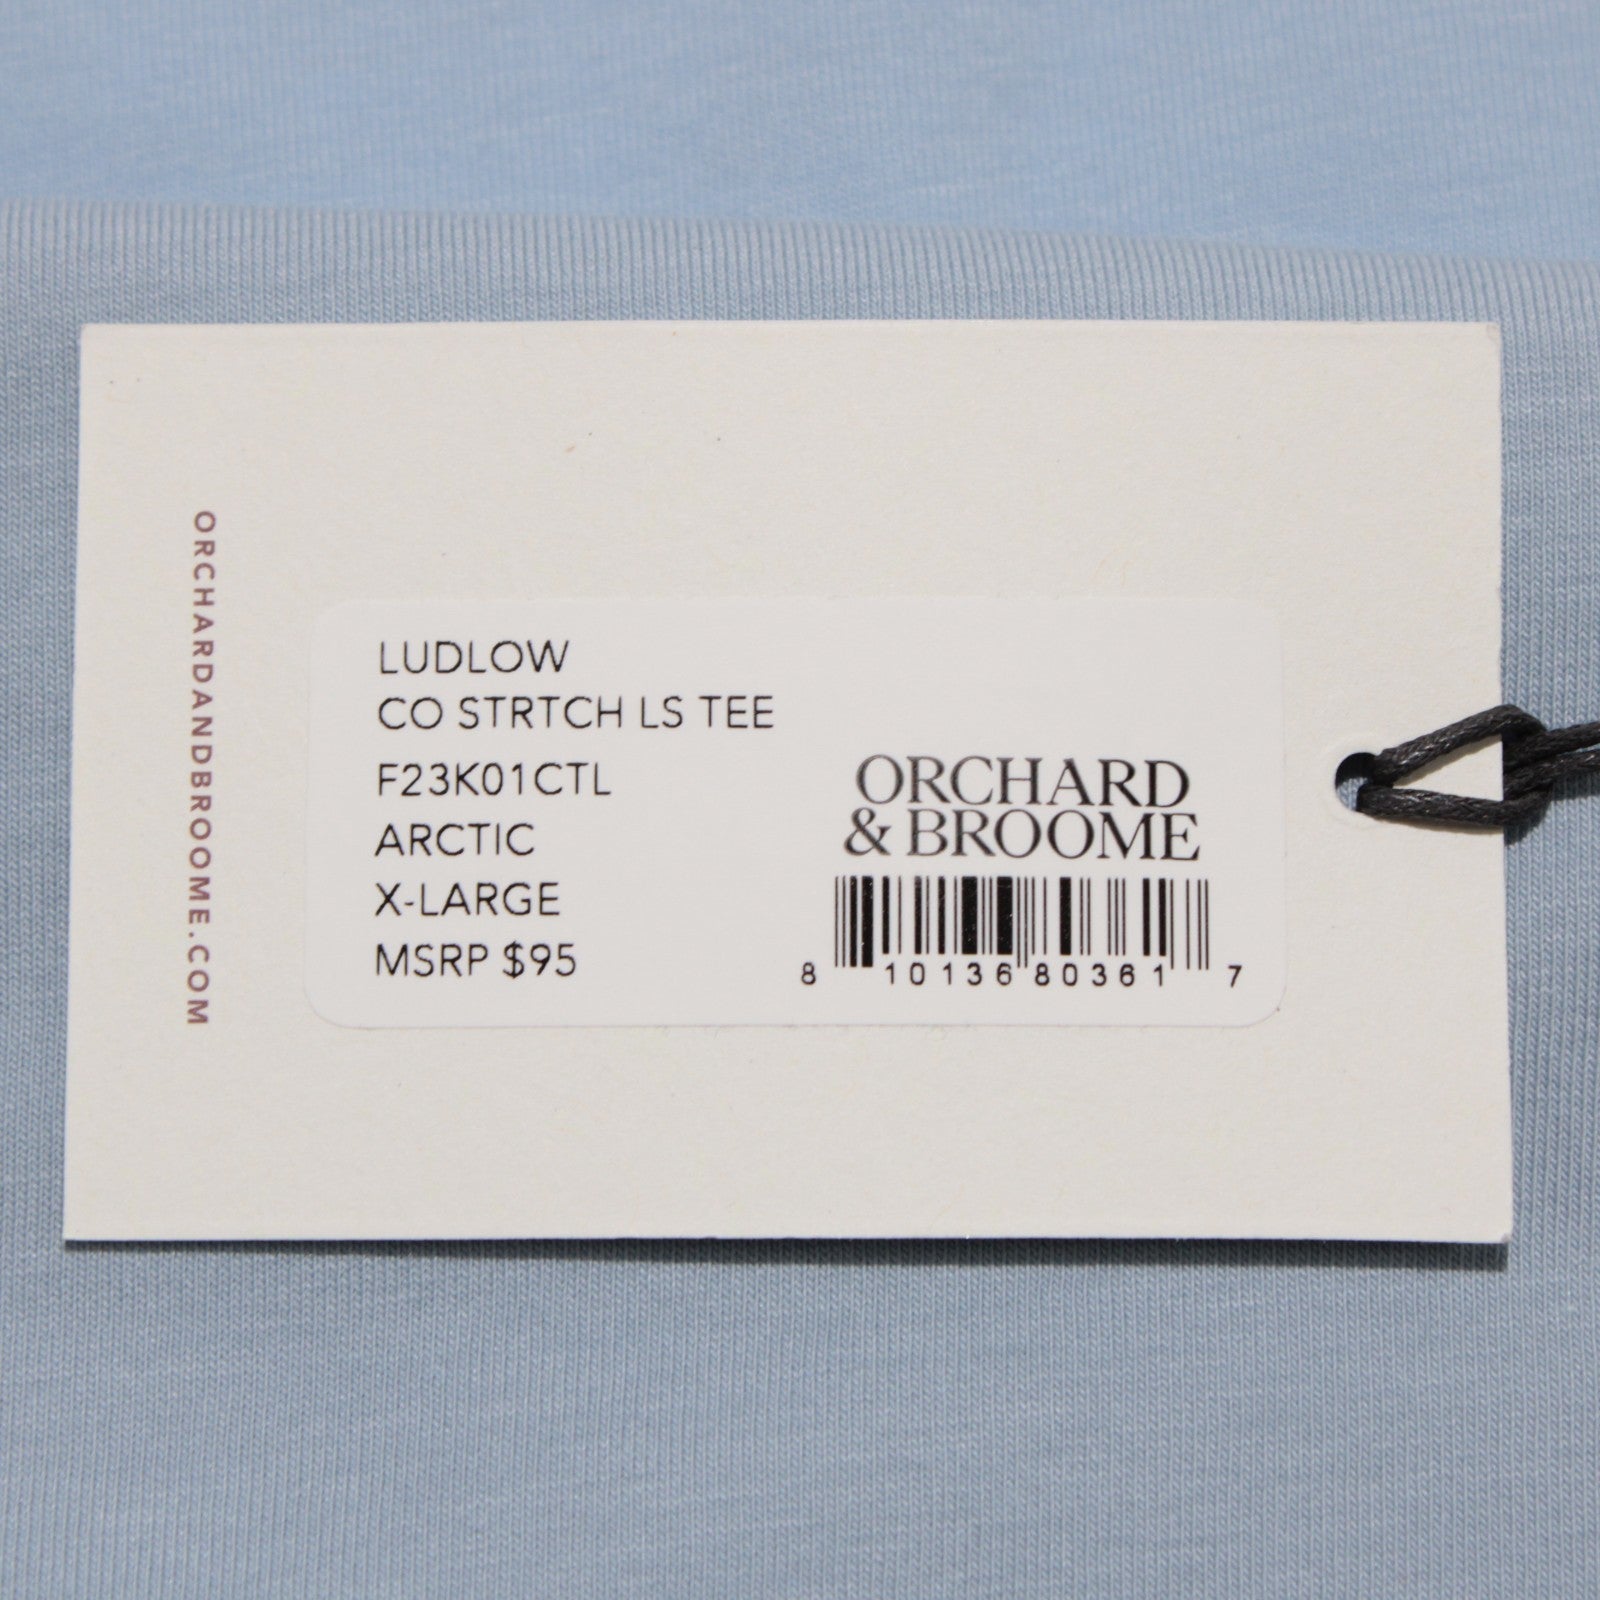 ORCHARDANDBROOME.COM
LUDLOW
CO STRTCH LS TEE
F23K01CTL
ARCTIC
X-LARGE
MSRP $95
ORCHARD
& BROOME
8 10136 80361 7